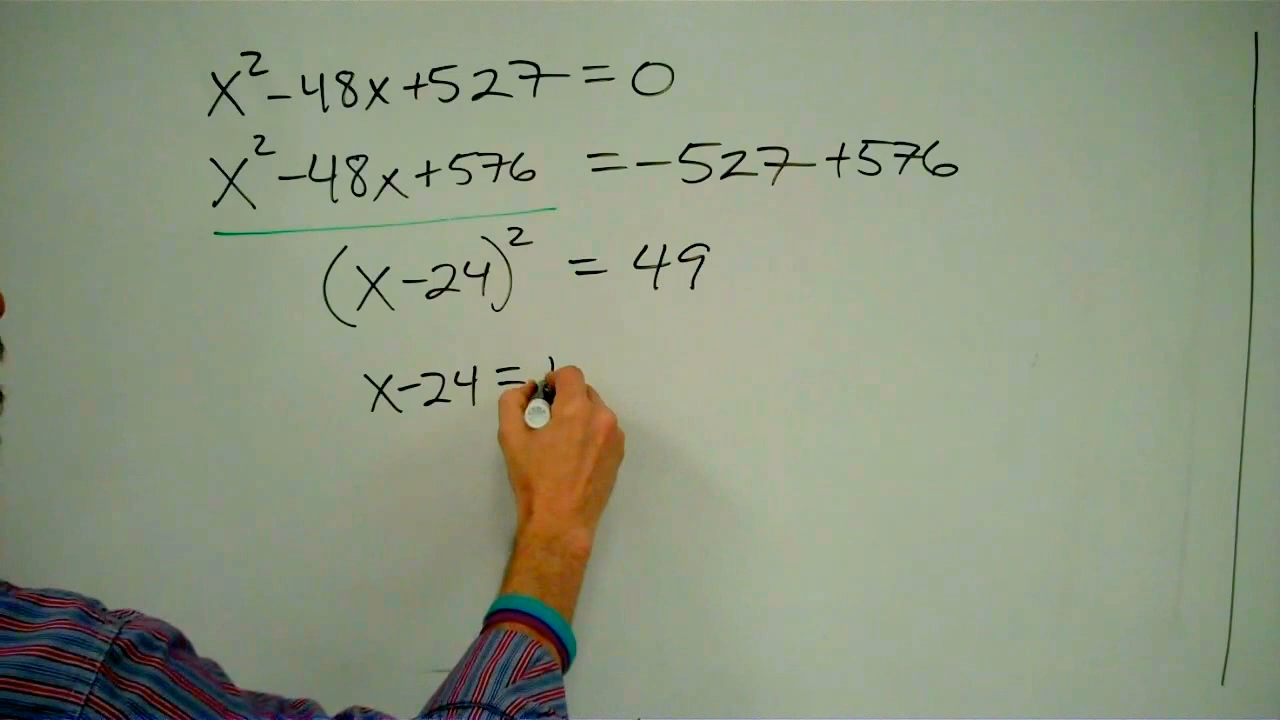 x² - 48x + 527 = 0
x² - 48x + 576 = -527 + 576
(x - 24)² = 49
x - 24 =